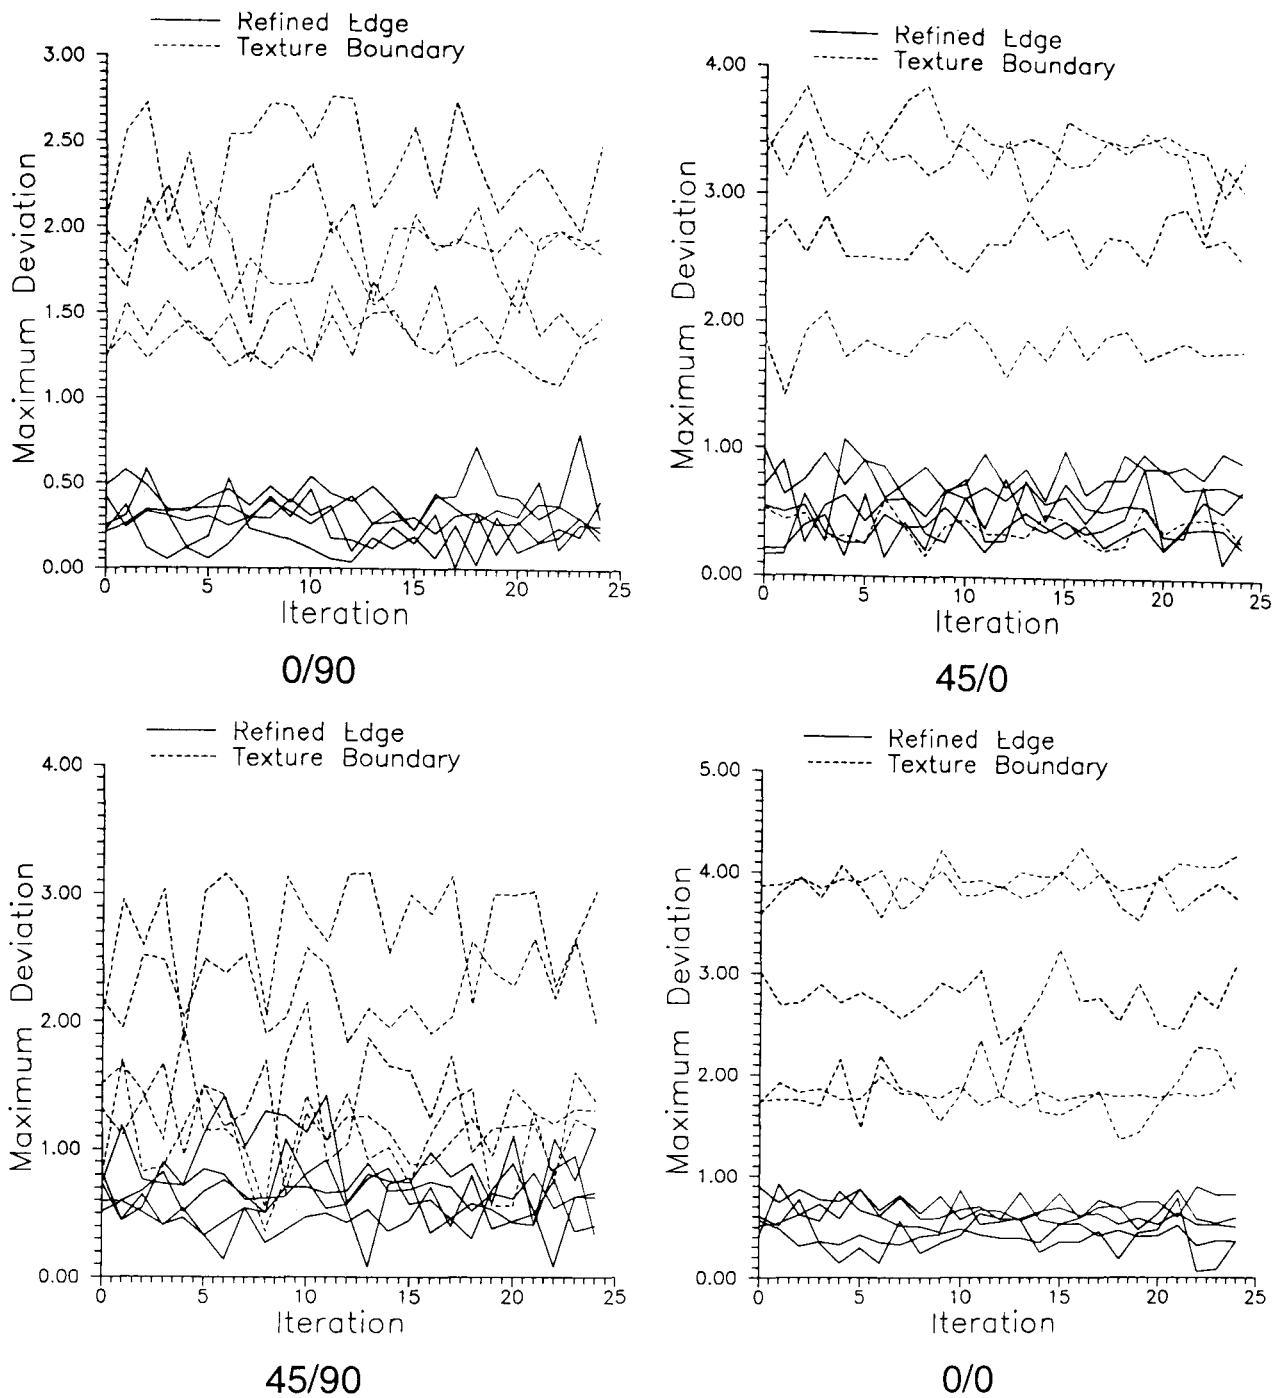 Refined Edge
Texture Boundary
3.00
2.50
2.00
1.50
1.00
0.50
0.00
Maximum Deviation
0 5 10 15 20 25
Iteration
0/90
Refined Edge
Texture Boundary
4.00
3.00
2.00
1.00
0.00
Maximum Deviation
0 5 10 15 20 25
Iteration
45/0
Refined Edge
Texture Boundary
4.00
3.00
2.00
1.00
0.00
Maximum Deviation
0 5 10 15 20 25
Iteration
45/90
Refined Edge
Texture Boundary
5.00
4.00
3.00
2.00
1.00
0.00
Maximum Deviation
0 5 10 15 20 25
Iteration
0/0